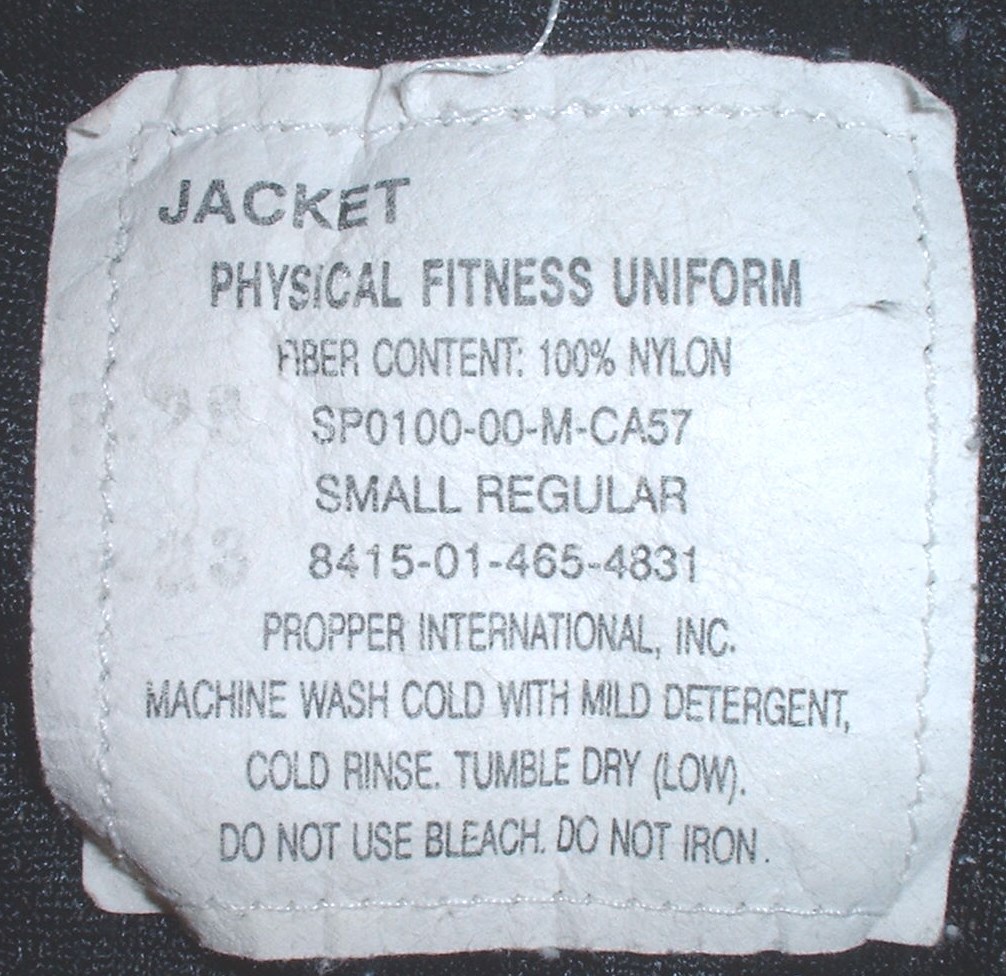 JACKET
PHYSICAL FITNESS UNIFORM
FIBER CONTENT: 100% NYLON
SP0100-00-M-CA57
SMALL REGULAR
8415-01-465-4831
PROPPER INTERNATIONAL, INC.
MACHINE WASH COLD WITH MILD DETERGENT,
COLD RINSE. TUMBLE DRY (LOW).
DO NOT USE BLEACH. DO NOT IRON.